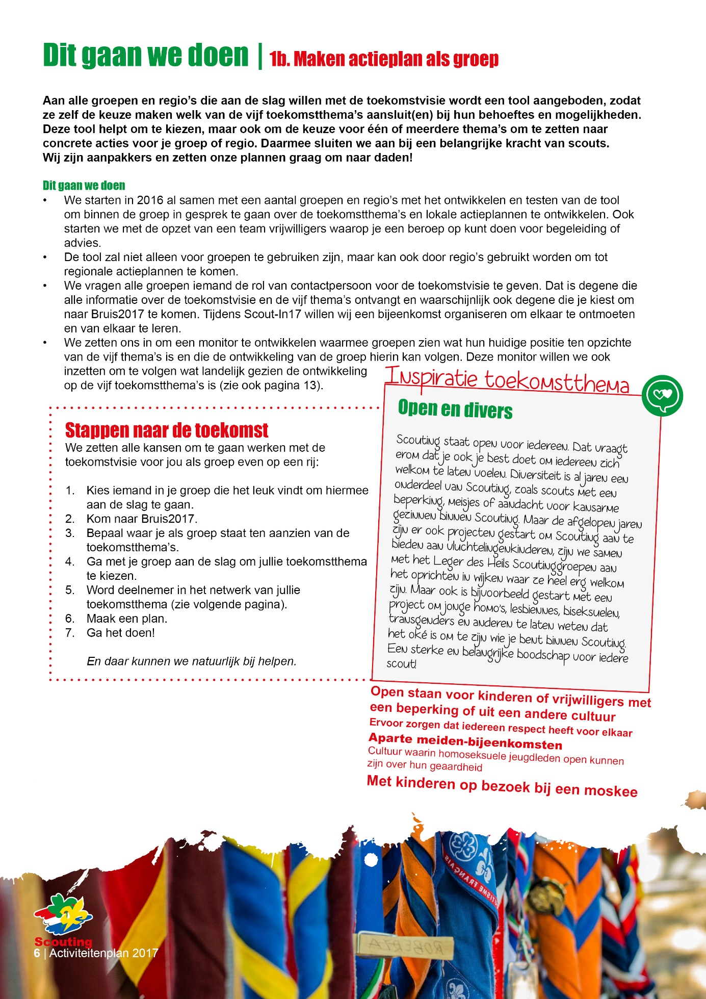 Dit gaan we doen | 1b. Maken actieplan als groep
Aan alle groepen en regio’s die aan de slag willen met de toekomstvisie wordt een tool aangeboden, zodat
ze zelf de keuze maken welk van de vijf toekomstthema’s aansluit(en) bij hun behoeftes en mogelijkheden.
Deze tool helpt om te kiezen, maar ook om de keuze voor één of meerdere thema’s om te zetten naar
concrete acties voor je groep of regio. Daarmee sluiten we aan bij een belangrijke kracht van scouts.
Wij zijn aanpakkers en zetten onze plannen graag om naar daden!
Dit gaan we doen
• We starten in 2016 al samen met een aantal groepen en regio’s met het ontwikkelen en testen van de tool
om binnen de groep in gesprek te gaan over de toekomstthema’s en lokale actieplannen te ontwikkelen. Ook
starten we met de opzet van een team vrijwilligers waarop je een beroep op kunt doen voor begeleiding of
advies.
• De tool zal niet alleen voor groepen te gebruiken zijn, maar kan ook door regio’s gebruikt worden om tot
regionale actieplannen te komen.
• We vragen alle groepen iemand de rol van contactpersoon voor de toekomstvisie te geven. Dat is degene die
alle informatie over de toekomstvisie en de vijf thema’s ontvangt en waarschijnlijk ook degene die je kiest om
naar Bruis2017 te komen. Tijdens Scout-In17 willen wij een bijeenkomst organiseren om elkaar te ontmoeten
en van elkaar te leren.
• We zetten ons in om een monitor te ontwikkelen waarmee groepen zien wat hun huidige positie ten opzichte
van de vijf thema’s is en die de ontwikkeling van de groep hierin kan volgen. Deze monitor willen we ook
inzetten om te volgen wat landelijk gezien de ontwikkeling
op de vijf toekomstthema’s is (zie ook pagina 13).
Stappen naar de toekomst
We zetten alle kansen om te gaan werken met de
toekomstvisie voor jou als groep even op een rij:
1. Kies iemand in je groep die het leuk vindt om hiermee
aan de slag te gaan.
2. Kom naar Bruis2017.
3. Bepaal waar je als groep staat ten aanzien van de
toekomstthema’s.
4. Ga met je groep aan de slag om jullie toekomstthema
te kiezen.
5. Word deelnemer in het netwerk van jullie
toekomstthema (zie volgende pagina).
6. Maak een plan.
7. Ga het doen!
En daar kunnen we natuurlijk bij helpen.
Inspiratie toekomstthema
Open en divers
Scouting staat open voor iedereen. Dat vraagt
erom dat je ook je best doet om iedereen zich
welkom te laten voelen. Diversiteit is al jaren een
onderdeel van Scouting, zoals scouts met een
beperking, meisjes of aandacht voor kansarme
gezinnen binnen Scouting. Maar de afgelopen jaren
zijn er ook projecten gestart om Scouting aan te
bieden aan vluchtelingenkinderen, zijn we samen
met het Leger des Heils Scoutinggroepen aan
het oprichten in wijken waar ze heel erg welkom
zijn. Maar ook is bijvoorbeeld gestart met een
project om jonge homo’s, lesbiennes, biseksuelen,
transgenders en anderen te laten weten dat
het oké is om te zijn wie je bent binnen Scouting.
Een sterke en belangrijke boodschap voor iedere
scout!
Open staan voor kinderen of vrijwilligers met
een beperking of uit een andere cultuur
Ervoor zorgen dat iedereen respect heeft voor elkaar
Aparte meiden-bijeenkomsten
Cultuur waarin homoseksuele jeugdleden open kunnen
zijn over hun geaardheid
Met kinderen op bezoek bij een moskee
Scouting
6 | Activiteitenplan 2017